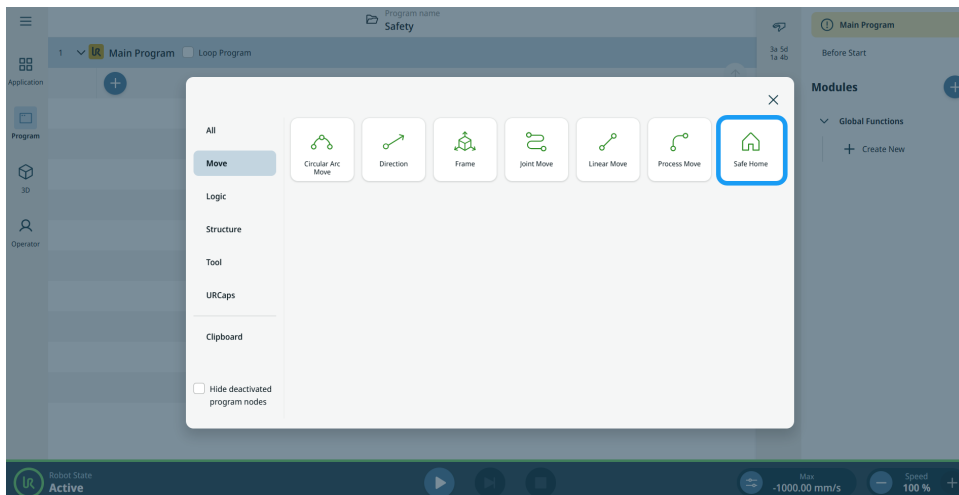 Program name
Safety
1 Main Program Loop Program
3a 5d
1a 4b
Main Program
Before Start
Modules
Global Functions
Create New
Application
Program
3D
Operator
All
Move
Logic
Structure
Tool
URCaps
Clipboard
Hide deactivated
program nodes
Circular Arc
Move
Direction
Frame
Joint Move
Linear Move
Process Move
Safe Home
UR
Robot State
Active
Max
-1000.00 mm/s
Speed
100 %